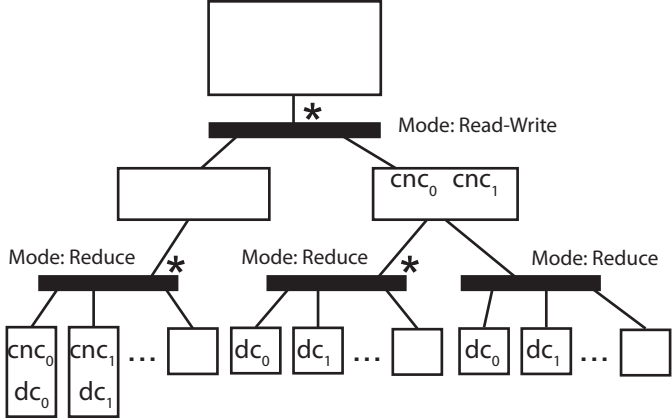 *
Mode: Read-Write
cnc₀ cnc₁
Mode: Reduce * Mode: Reduce * Mode: Reduce
cnc₀ cnc₁ ... dc₀ dc₁ ... dc₀ dc₁ ...
dc₀ dc₁